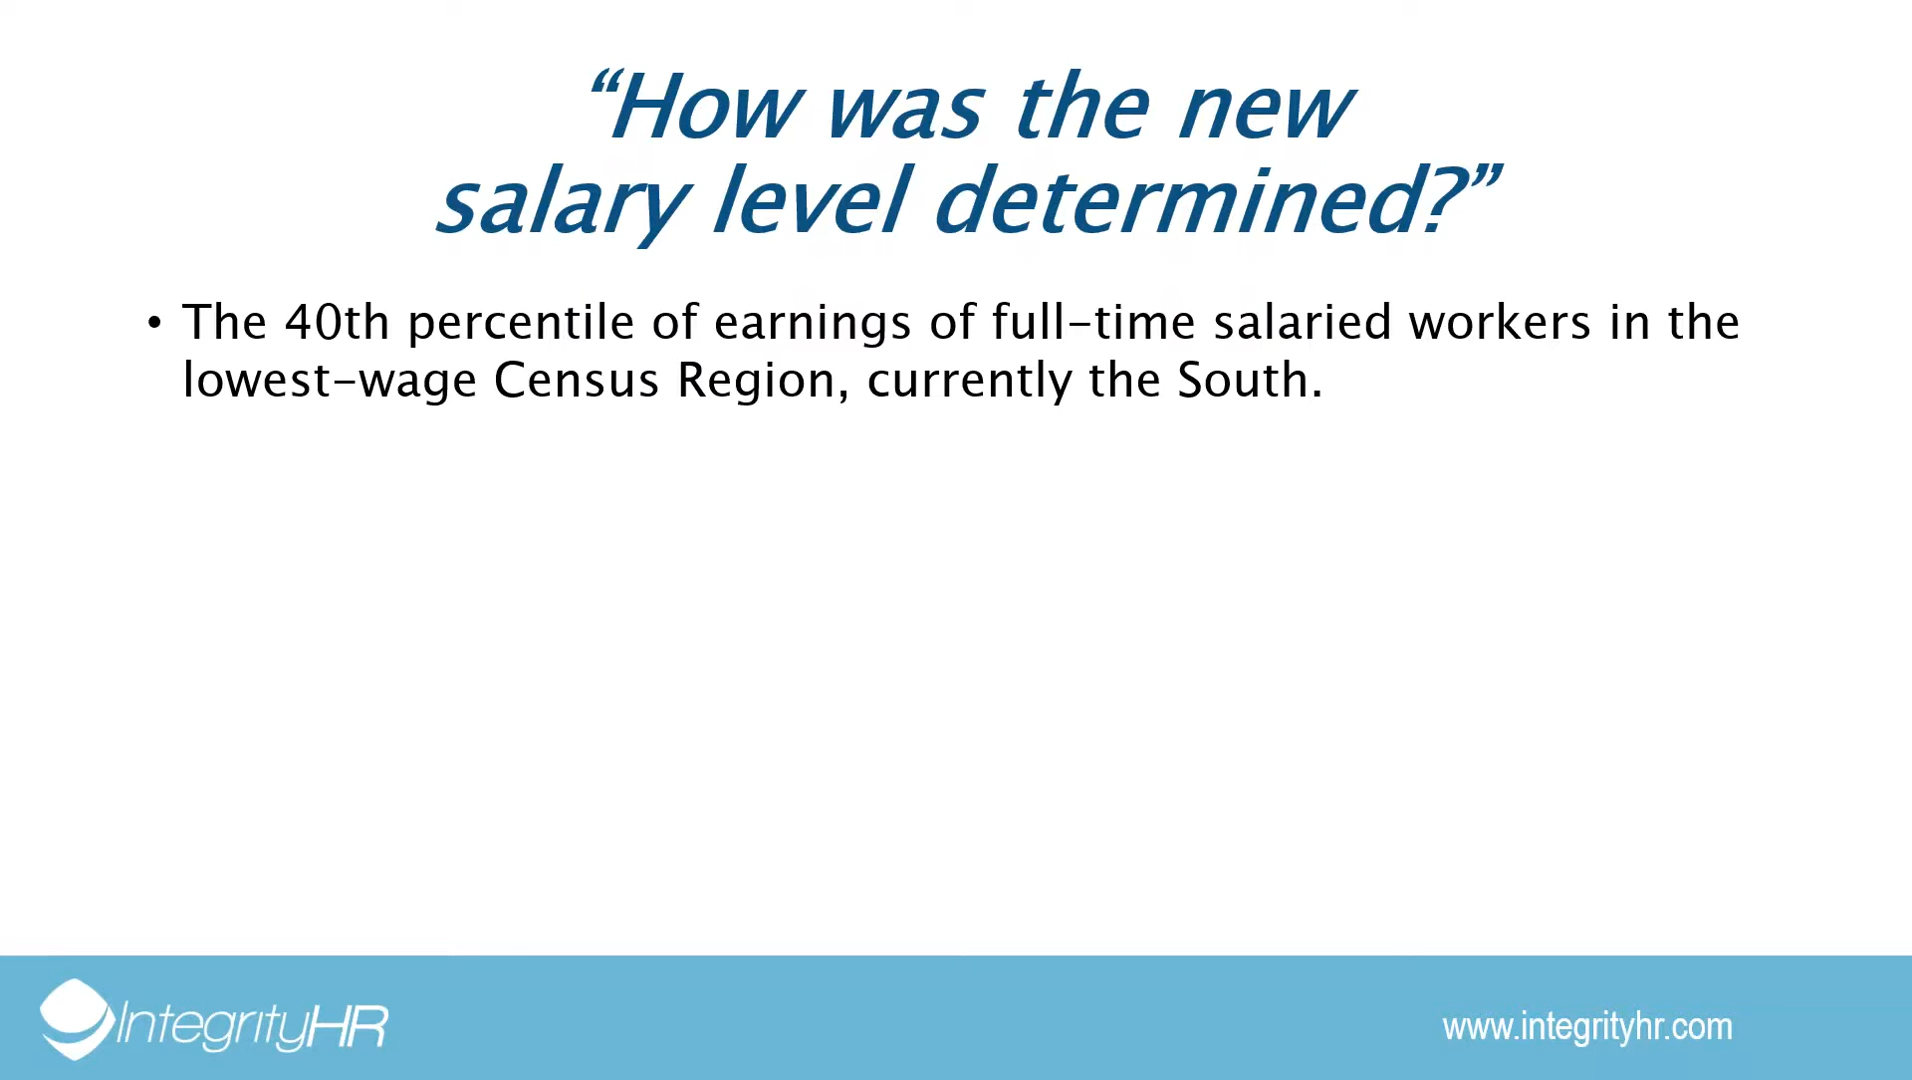 “How was the new
salary level determined?”
• The 40th percentile of earnings of full-time salaried workers in the
lowest-wage Census Region, currently the South.
IntegrityHR
www.integrityhr.com